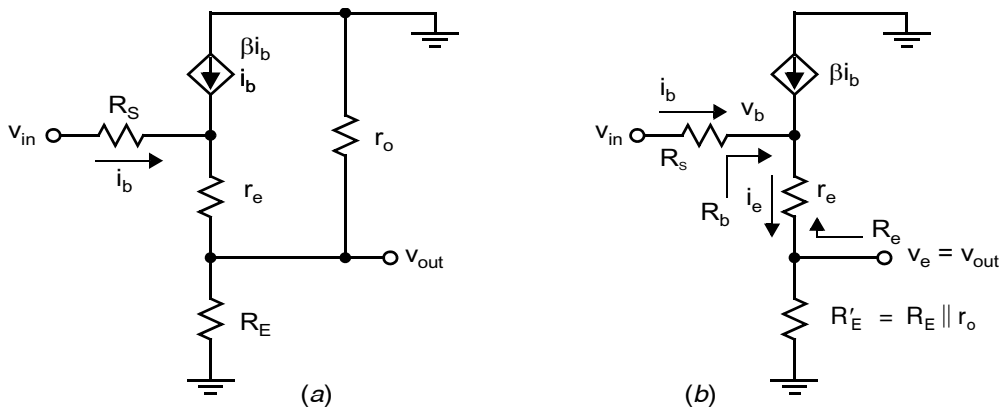 βi_b
i_b
R_S
v_in
i_b
r_o
r_e
v_out
R_E
(a)
βi_b
i_b
v_b
v_in
R_s
R_b
i_e
r_e
R_e
v_e = v_out
R′_E = R_E || r_o
(b)